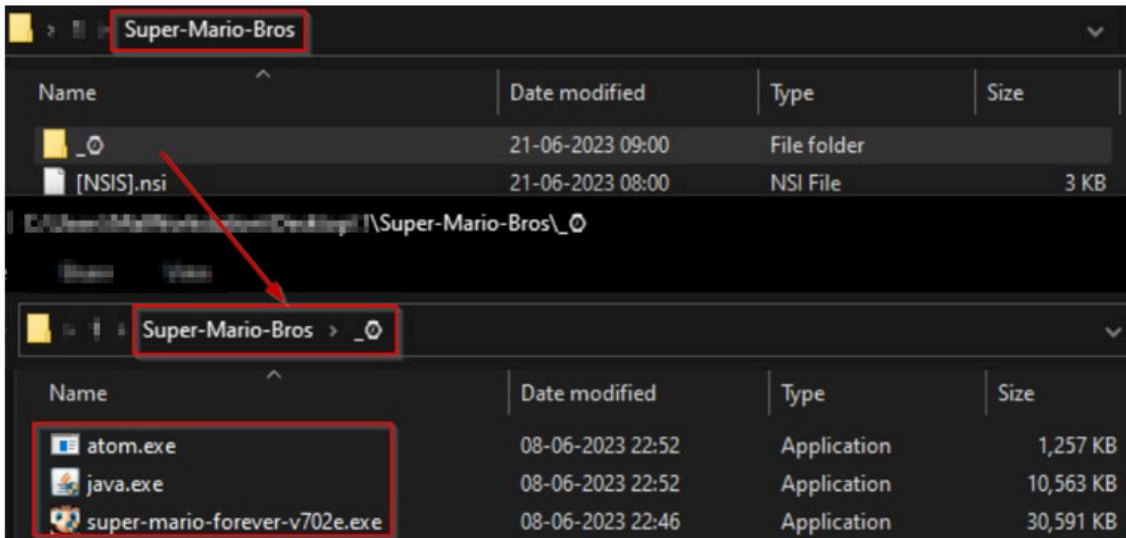 Super-Mario-Bros
Name Date modified Type Size
_⌚ 21-06-2023 09:00 File folder
[NSIS].nsi 21-06-2023 08:00 NSI File 3 KB
\Super-Mario-Bros\_⌚
Super-Mario-Bros > _⌚
Name Date modified Type Size
atom.exe 08-06-2023 22:52 Application 1,257 KB
java.exe 08-06-2023 22:52 Application 10,563 KB
super-mario-forever-v702e.exe 08-06-2023 22:46 Application 30,591 KB